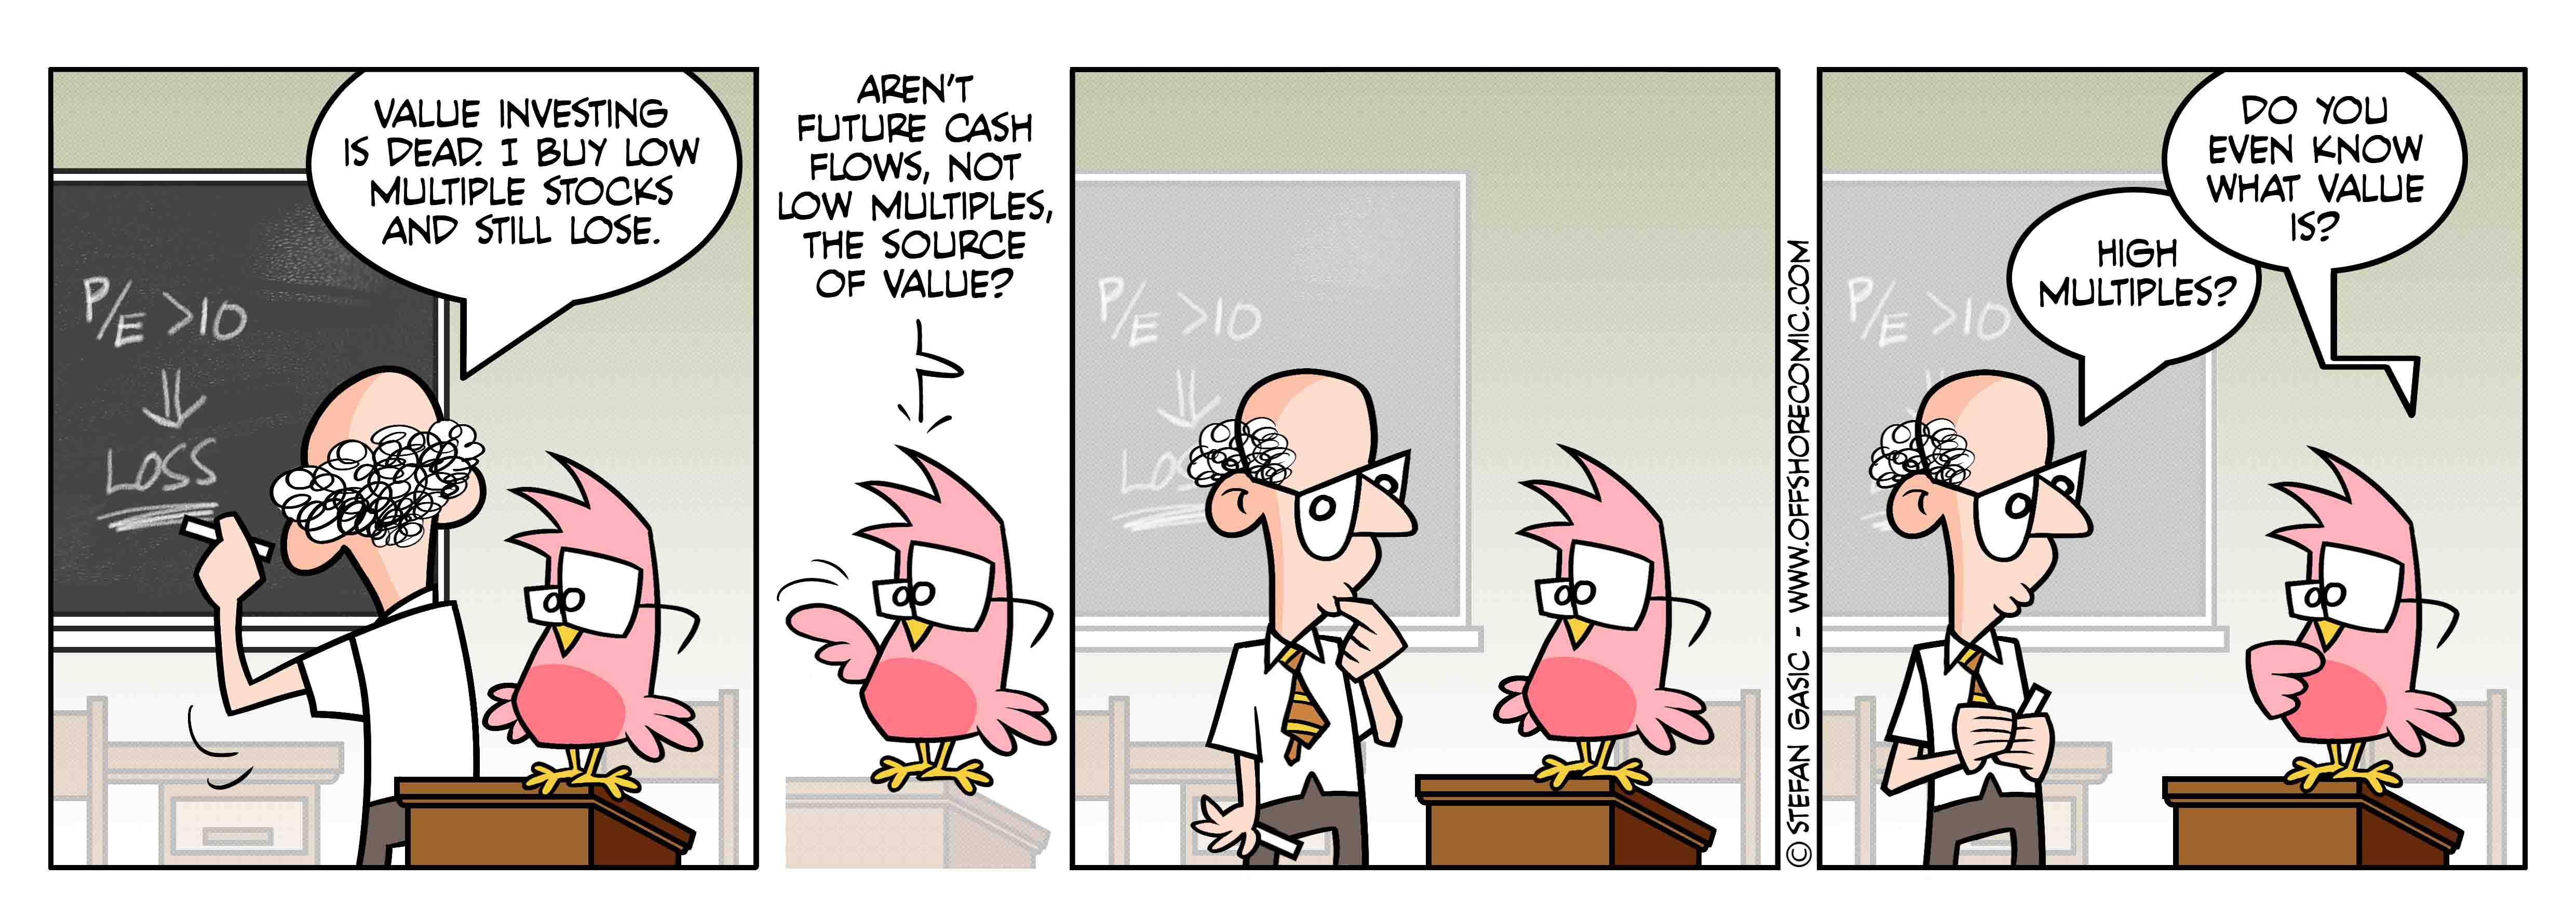 VALUE INVESTING
IS DEAD. I BUY LOW
MULTIPLE STOCKS
AND STILL LOSE.
P/E >10
⇓
LOSS
AREN'T
FUTURE CASH
FLOWS, NOT
LOW MULTIPLES,
THE SOURCE
OF VALUE?
P/E >10
⇓
LOSS
© STEFAN GASIC - WWW.OFFSHORECOMIC.COM
DO YOU
EVEN KNOW
WHAT VALUE
IS?
HIGH
MULTIPLES?
P/E >10